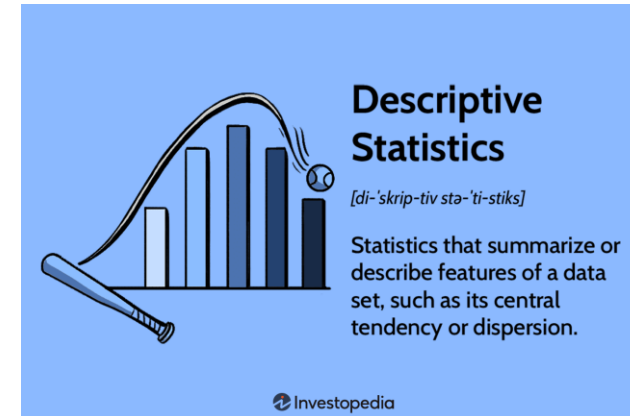 Descriptive
Statistics
[di-ˈskrip-tiv stə-ˈti-stiks]
Statistics that summarize or
describe features of a data
set, such as its central
tendency or dispersion.
Investopedia